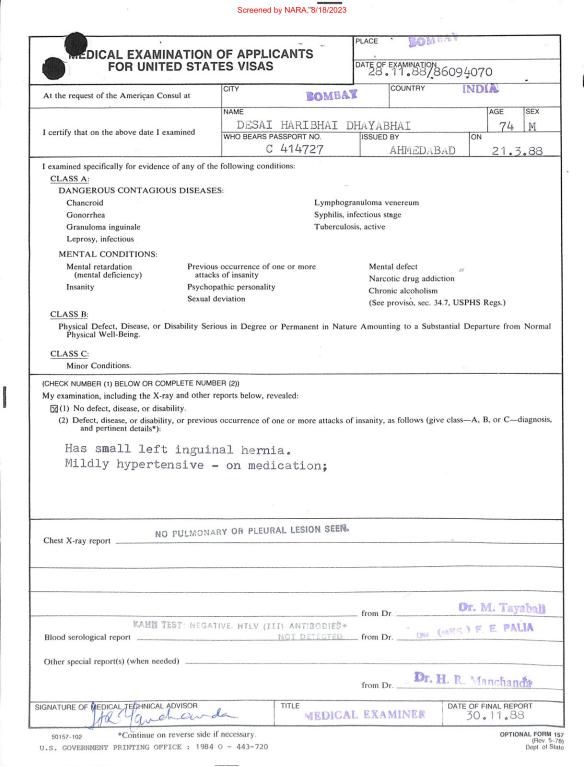 Screened by NARA, 8/18/2023
MEDICAL EXAMINATION OF APPLICANTS
FOR UNITED STATES VISAS
PLACE
BOMBAY
DATE OF EXAMINATION
28.11.88/86094070
At the request of the American Consul at
CITY
BOMBAY
COUNTRY
INDIA
I certify that on the above date I examined
NAME
DESAI HARIBHAI DHAYABHAI
AGE
74
SEX
M
WHO BEARS PASSPORT NO.
C 414727
ISSUED BY
AHMEDABAD
ON
21.3.88
I examined specifically for evidence of any of the following conditions:
CLASS A:
DANGEROUS CONTAGIOUS DISEASES:
Chancroid
Gonorrhea
Granuloma inguinale
Leprosy, infectious
Lymphogranuloma venereum
Syphilis, infectious stage
Tuberculosis, active
MENTAL CONDITIONS:
Mental retardation
(mental deficiency)
Insanity
Previous occurrence of one or more
attacks of insanity
Psychopathic personality
Sexual deviation
Mental defect
Narcotic drug addiction
Chronic alcoholism
(See proviso, sec. 34.7, USPHS Regs.)
CLASS B:
Physical Defect, Disease, or Disability Serious in Degree or Permanent in Nature Amounting to a Substantial Departure from Normal
Physical Well-Being.
CLASS C:
Minor Conditions.
(CHECK NUMBER (1) BELOW OR COMPLETE NUMBER (2))
My examination, including the X-ray and other reports below, revealed:
☒ (1) No defect, disease, or disability.
(2) Defect, disease, or disability, or previous occurrence of one or more attacks of insanity, as follows (give class—A, B, or C—diagnosis,
and pertinent details*):
Has small left inguinal hernia.
Mildly hypertensive - on medication;
Chest X-ray report
NO PULMONARY OR PLEURAL LESION SEEN.
from Dr.
Dr. M. Tayabali
KAHN TEST: NEGATIVE HTLV (III) ANTIBODIES
NOT DETECTED
Blood serological report
from Dr.
F. E. PALIA
Other special report(s) (when needed)
from Dr.
Dr. H. R. Manchanda
SIGNATURE OF MEDICAL TECHNICAL ADVISOR
HR Manchanda
TITLE
MEDICAL EXAMINER
DATE OF FINAL REPORT
30.11.88
50157-102
*Continue on reverse side if necessary.
U.S. GOVERNMENT PRINTING OFFICE : 1984 O - 443-720
OPTIONAL FORM 157
(Rev. 5-78)
Dept of State